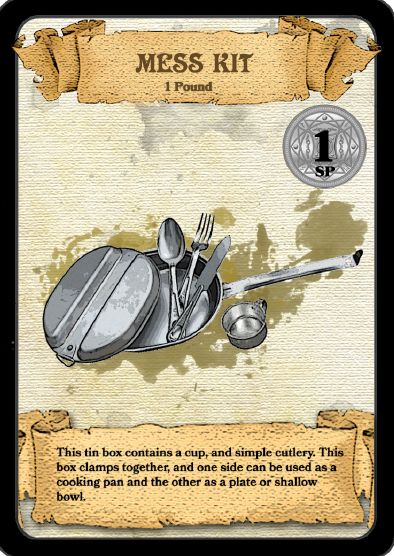 MESS KIT
1 Pound
1
SP
This tin box contains a cup, and simple cutlery. This
box clamps together, and one side can be used as a
cooking pan and the other as a plate or shallow
bowl.